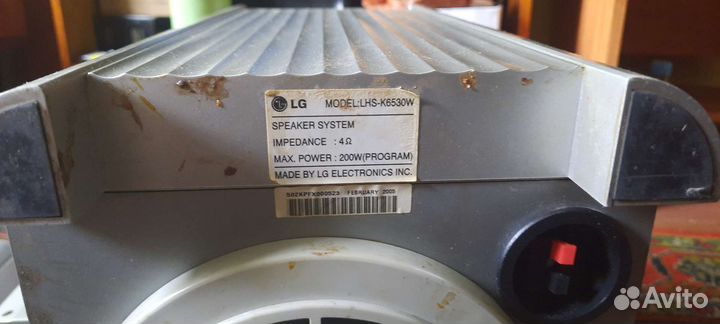 LG MODEL:LHS-K6530W
SPEAKER SYSTEM
IMPEDANCE : 4Ω
MAX. POWER : 200W(PROGRAM)
MADE BY LG ELECTRONICS INC.
502KPFX000523 FEBRUARY 2005
Avito